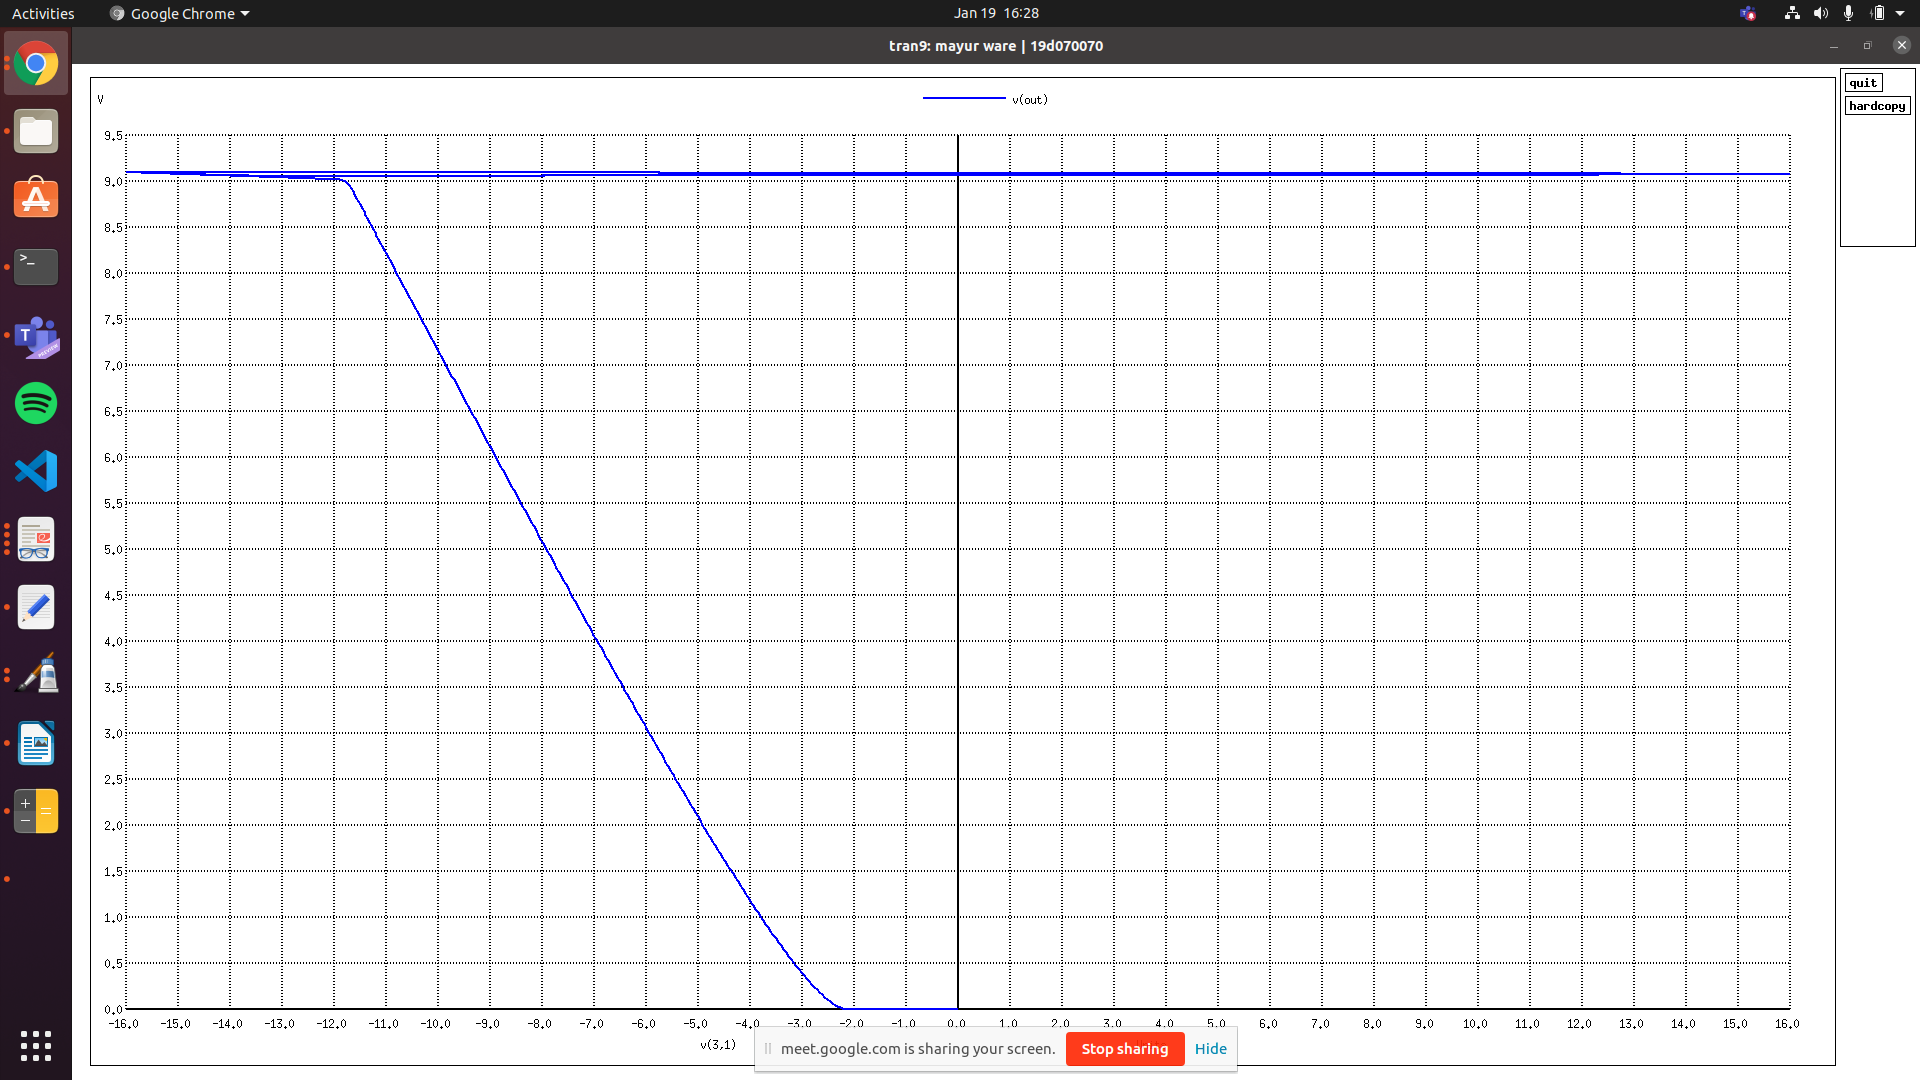 Activities Google Chrome Jan 19 16:28
tran9: mayur ware | 19d070070
quit
hardcopy
V
v(out)
9.5
9.0
8.5
8.0
7.5
7.0
6.5
6.0
5.5
5.0
4.5
4.0
3.5
3.0
2.5
2.0
1.5
1.0
0.5
0.0
-16.0 -15.0 -14.0 -13.0 -12.0 -11.0 -10.0 -9.0 -8.0 -7.0 -6.0 -5.0 -4.0 -3.0 -2.0 -1.0 0.0 1.0 2.0 3.0 4.0 5.0 6.0 7.0 8.0 9.0 10.0 11.0 12.0 13.0 14.0 15.0 16.0
v(3,1)
meet.google.com is sharing your screen. Stop sharing Hide